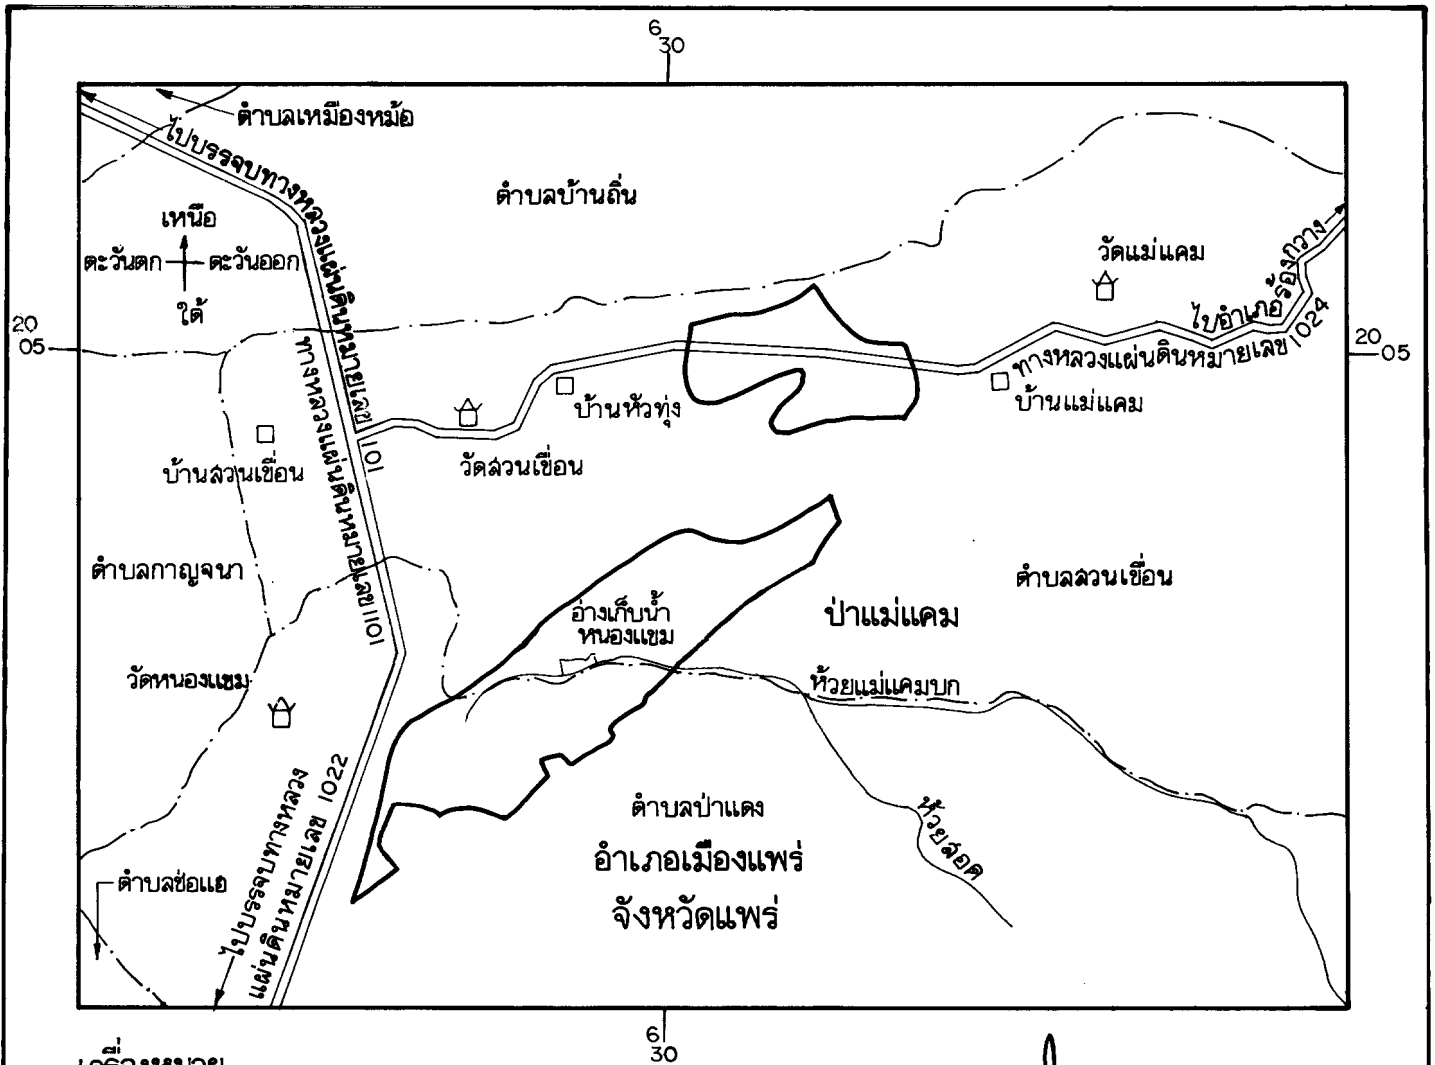 6
30
ตำบลเหมืองหม้อ
ไปบรรจบทางหลวงแผ่นดินหมายเลข 101
ตำบลบ้านถิ่น
เหนือ
ตะวันตก ตะวันออก
ใต้
วัดแม่แคม
ไปอำเภอร้องกวาง
20
05
20
05
ทางหลวงแผ่นดินหมายเลข 1024
ทางหลวงแผ่นดินหมายเลข 1101
บ้านหัวทุ่ง
บ้านแม่แคม
บ้านสวนเขื่อน
วัดสวนเขื่อน
ตำบลกาญจนา
ตำบลสวนเขื่อน
อ่างเก็บน้ำ
หนองแขม
ป่าแม่แคม
วัดหนองแขม
ห้วยแม่แคมบก
ตำบลป่าแดง
ห้วยสอด
อำเภอเมืองแพร่
จังหวัดแพร่
ตำบลช่อแฮ
ไปบรรจบทางหลวง
แผ่นดินหมายเลข 1022
6
30
เครื่องหมาย